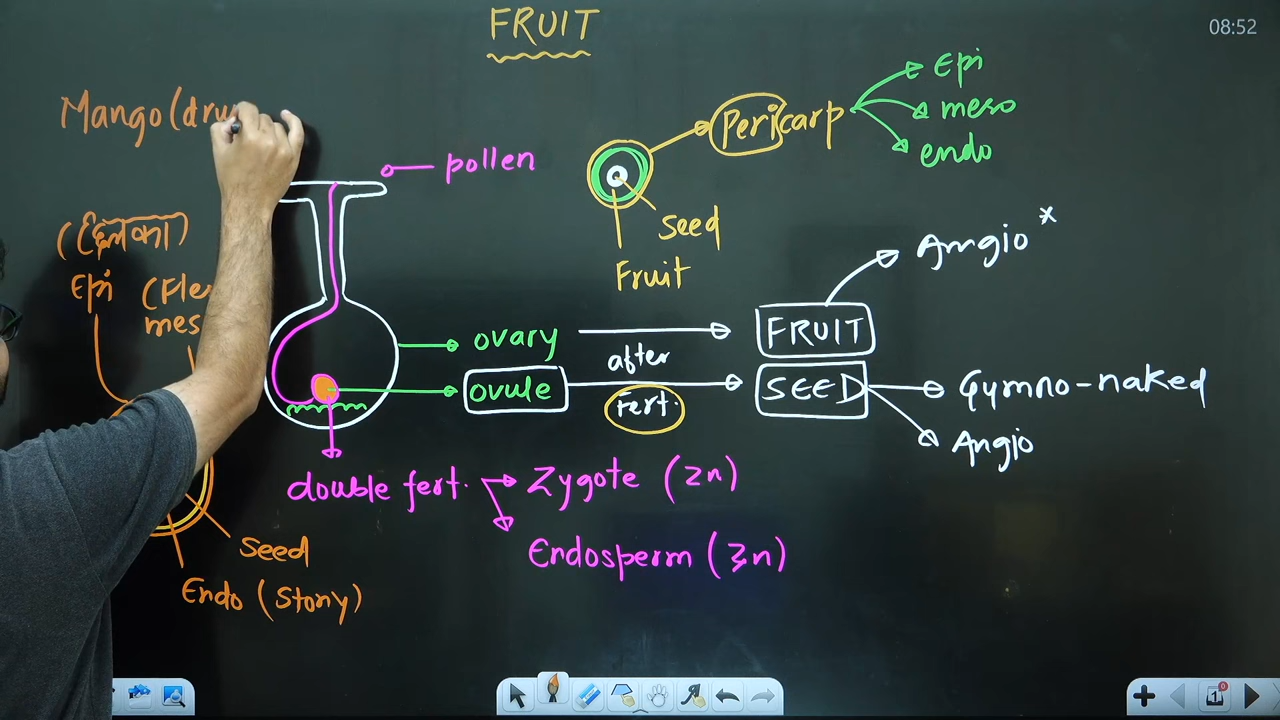 FRUIT
08:52
Mango (dru
pollen
Pericarp
Epi
meso
endo
Seed
Fruit
(छिलका)
Epi
(Fle
mes
Angio*
ovary
after
FRUIT
ovule
Fert.
SEED
Gymno-naked
Angio
double fert.
Zygote (2n)
Endosperm (3n)
Seed
Endo (Stony)
1